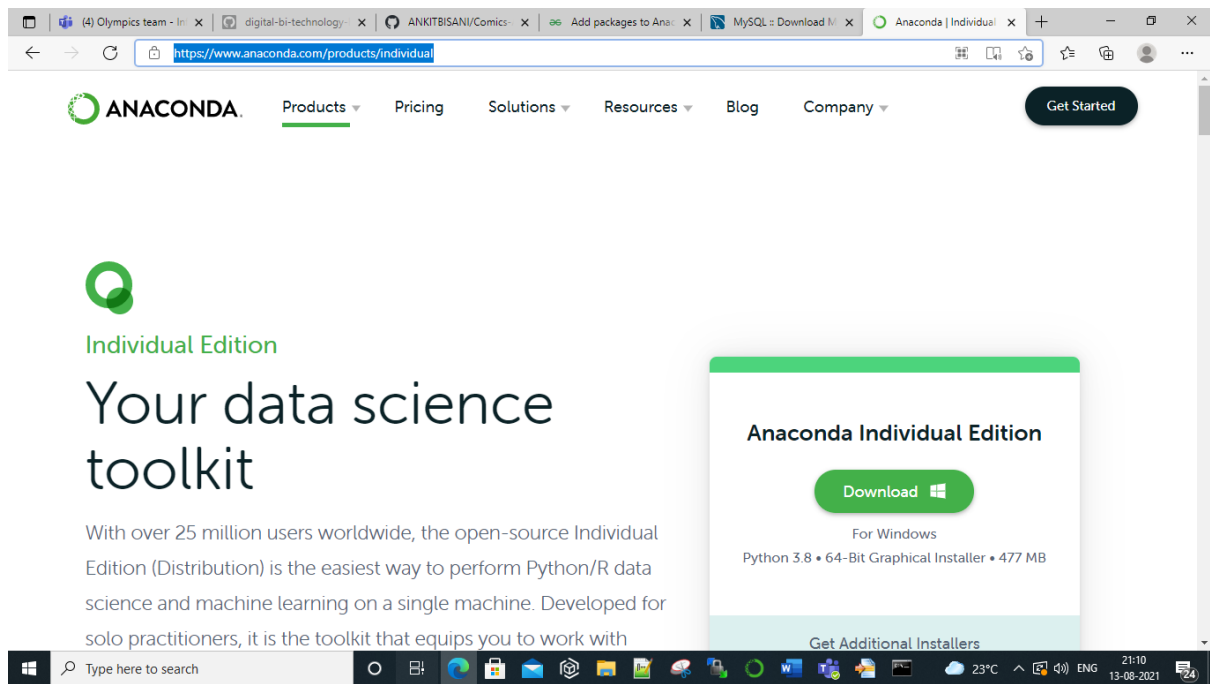 (4) Olympics team - In
digital-bi-technology-
ANKITBISANI/Comics-
Add packages to Anac
MySQL :: Download M
Anaconda | Individual
https://www.anaconda.com/products/individual
ANACONDA.
Products
Pricing
Solutions
Resources
Blog
Company
Get Started
Individual Edition
Your data science
toolkit
With over 25 million users worldwide, the open-source Individual
Edition (Distribution) is the easiest way to perform Python/R data
science and machine learning on a single machine. Developed for
solo practitioners, it is the toolkit that equips you to work with
Anaconda Individual Edition
Download
For Windows
Python 3.8 • 64-Bit Graphical Installer • 477 MB
Get Additional Installers
Type here to search
23°C
ENG
21:10
13-08-2021
24